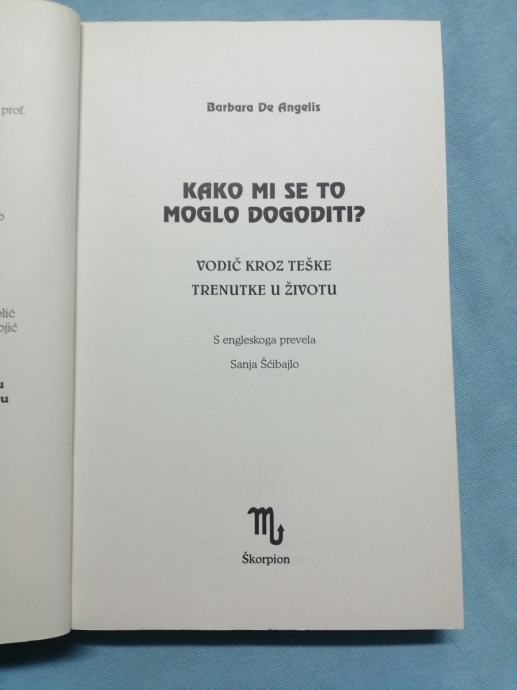 prof.
Barbara De Angelis
KAKO MI SE TO
MOGLO DOGODITI?
VODIČ KROZ TEŠKE
TRENUTKE U ŽIVOTU
S engleskoga prevela
Sanja Šćibajlo
Škorpion